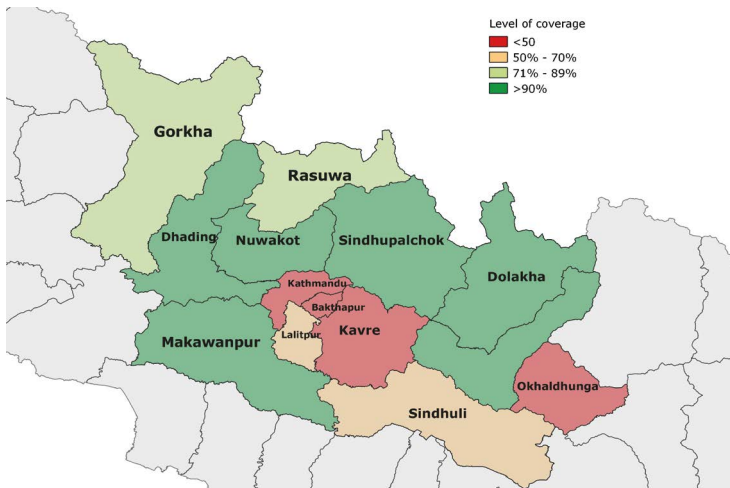 Level of coverage
<50
50% - 70%
71% - 89%
>90%
Gorkha
Rasuwa
Dhading
Nuwakot
Sindhupalchok
Dolakha
Kathmandu
Bakthapur
Lalitpur
Kavre
Makawanpur
Okhaldhunga
Sindhuli